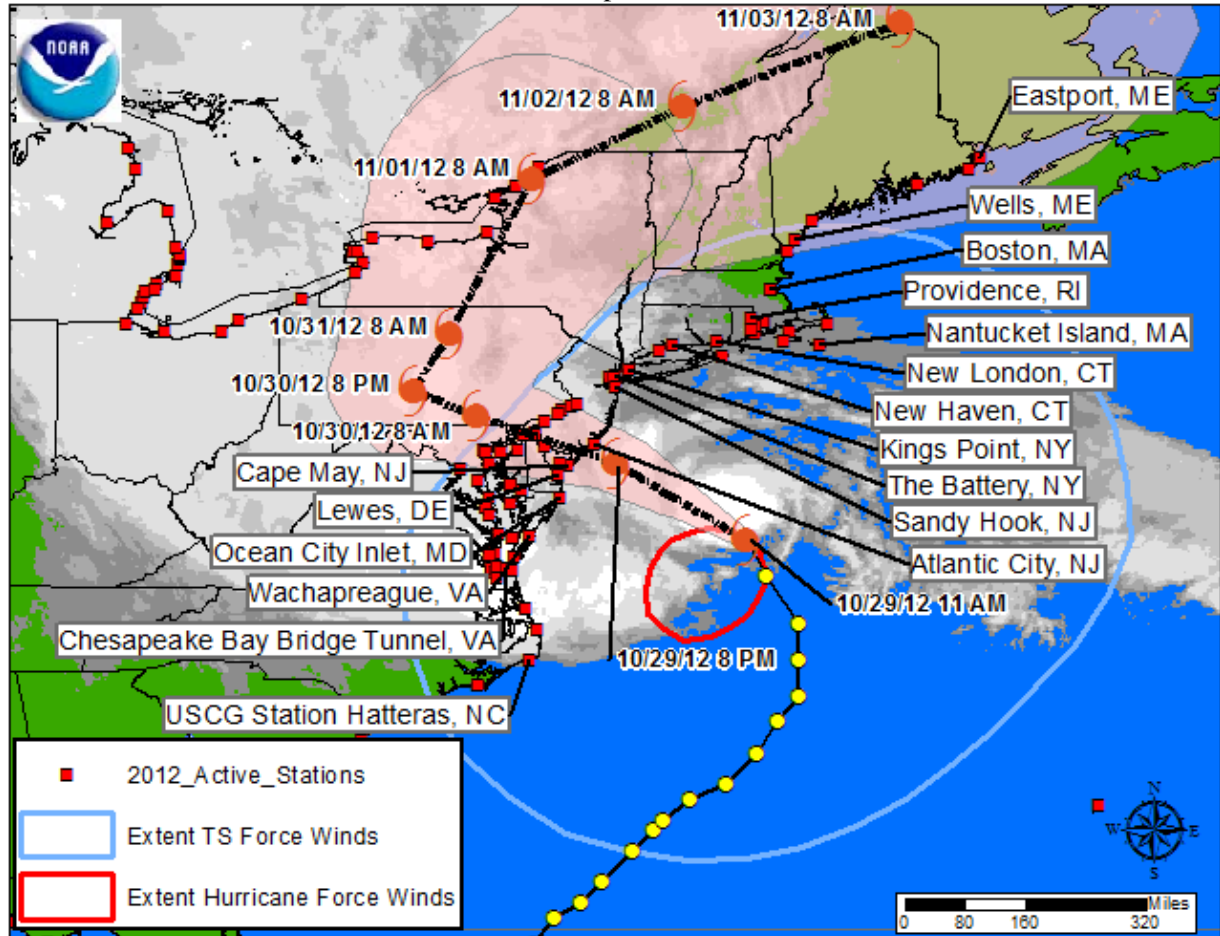 NOAA
11/03/12 8 AM
11/02/12 8 AM
Eastport, ME
11/01/12 8 AM
Wells, ME
Boston, MA
Providence, RI
10/31/12 8 AM
Nantucket Island, MA
New London, CT
10/30/12 8 PM
New Haven, CT
10/30/12 8 AM
Kings Point, NY
Cape May, NJ
The Battery, NY
Lewes, DE
Sandy Hook, NJ
Ocean City Inlet, MD
Atlantic City, NJ
Wachapreague, VA
10/29/12 11 AM
Chesapeake Bay Bridge Tunnel, VA
10/29/12 8 PM
USCG Station Hatteras, NC
2012_Active_Stations
Extent TS Force Winds
Extent Hurricane Force Winds
N
W E
S
Miles
0 80 160 320